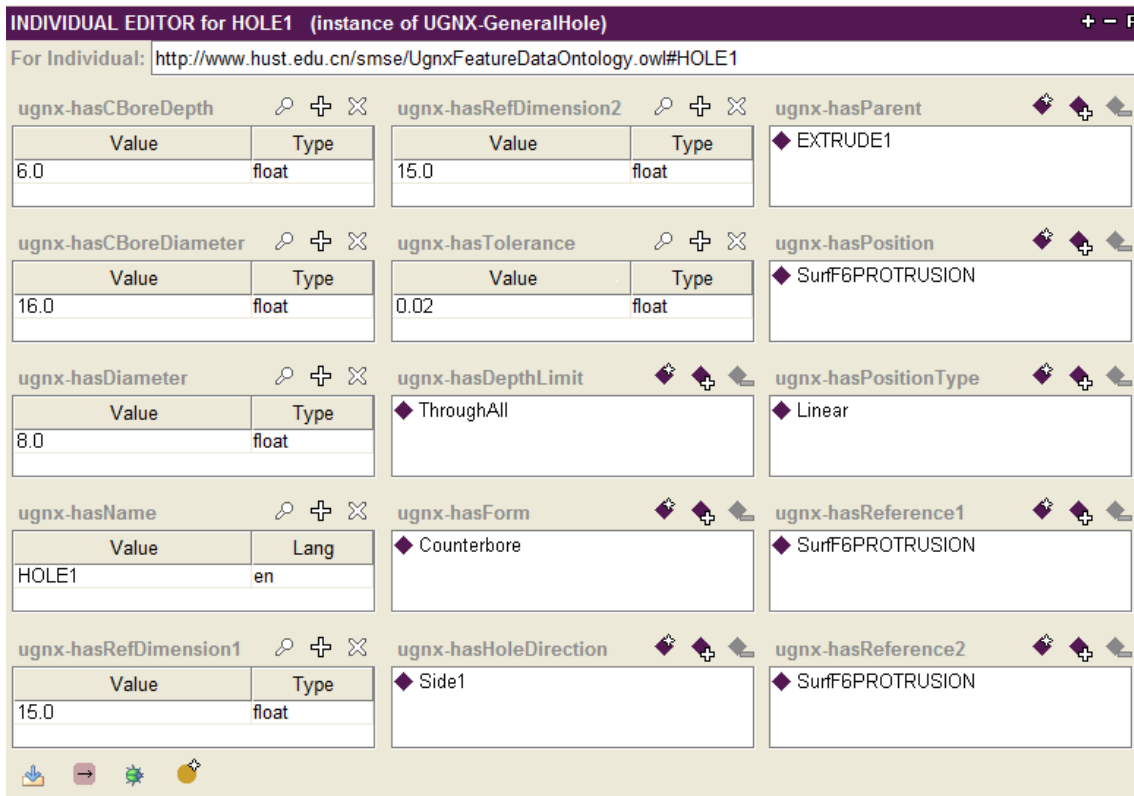 INDIVIDUAL EDITOR for HOLE1 (instance of UGNX-GeneralHole)
For Individual: http://www.hust.edu.cn/smse/UgnxFeatureDataOntology.owl#HOLE1
ugnx-hasCBoreDepth
Value Type
6.0 float
ugnx-hasRefDimension2
Value Type
15.0 float
ugnx-hasParent
EXTRUDE1
ugnx-hasCBoreDiameter
Value Type
16.0 float
ugnx-hasTolerance
Value Type
0.02 float
ugnx-hasPosition
SurfF6PROTRUSION
ugnx-hasDiameter
Value Type
8.0 float
ugnx-hasDepthLimit
ThroughAll
ugnx-hasPositionType
Linear
ugnx-hasName
Value Lang
HOLE1 en
ugnx-hasForm
Counterbore
ugnx-hasReference1
SurfF6PROTRUSION
ugnx-hasRefDimension1
Value Type
15.0 float
ugnx-hasHoleDirection
Side1
ugnx-hasReference2
SurfF6PROTRUSION